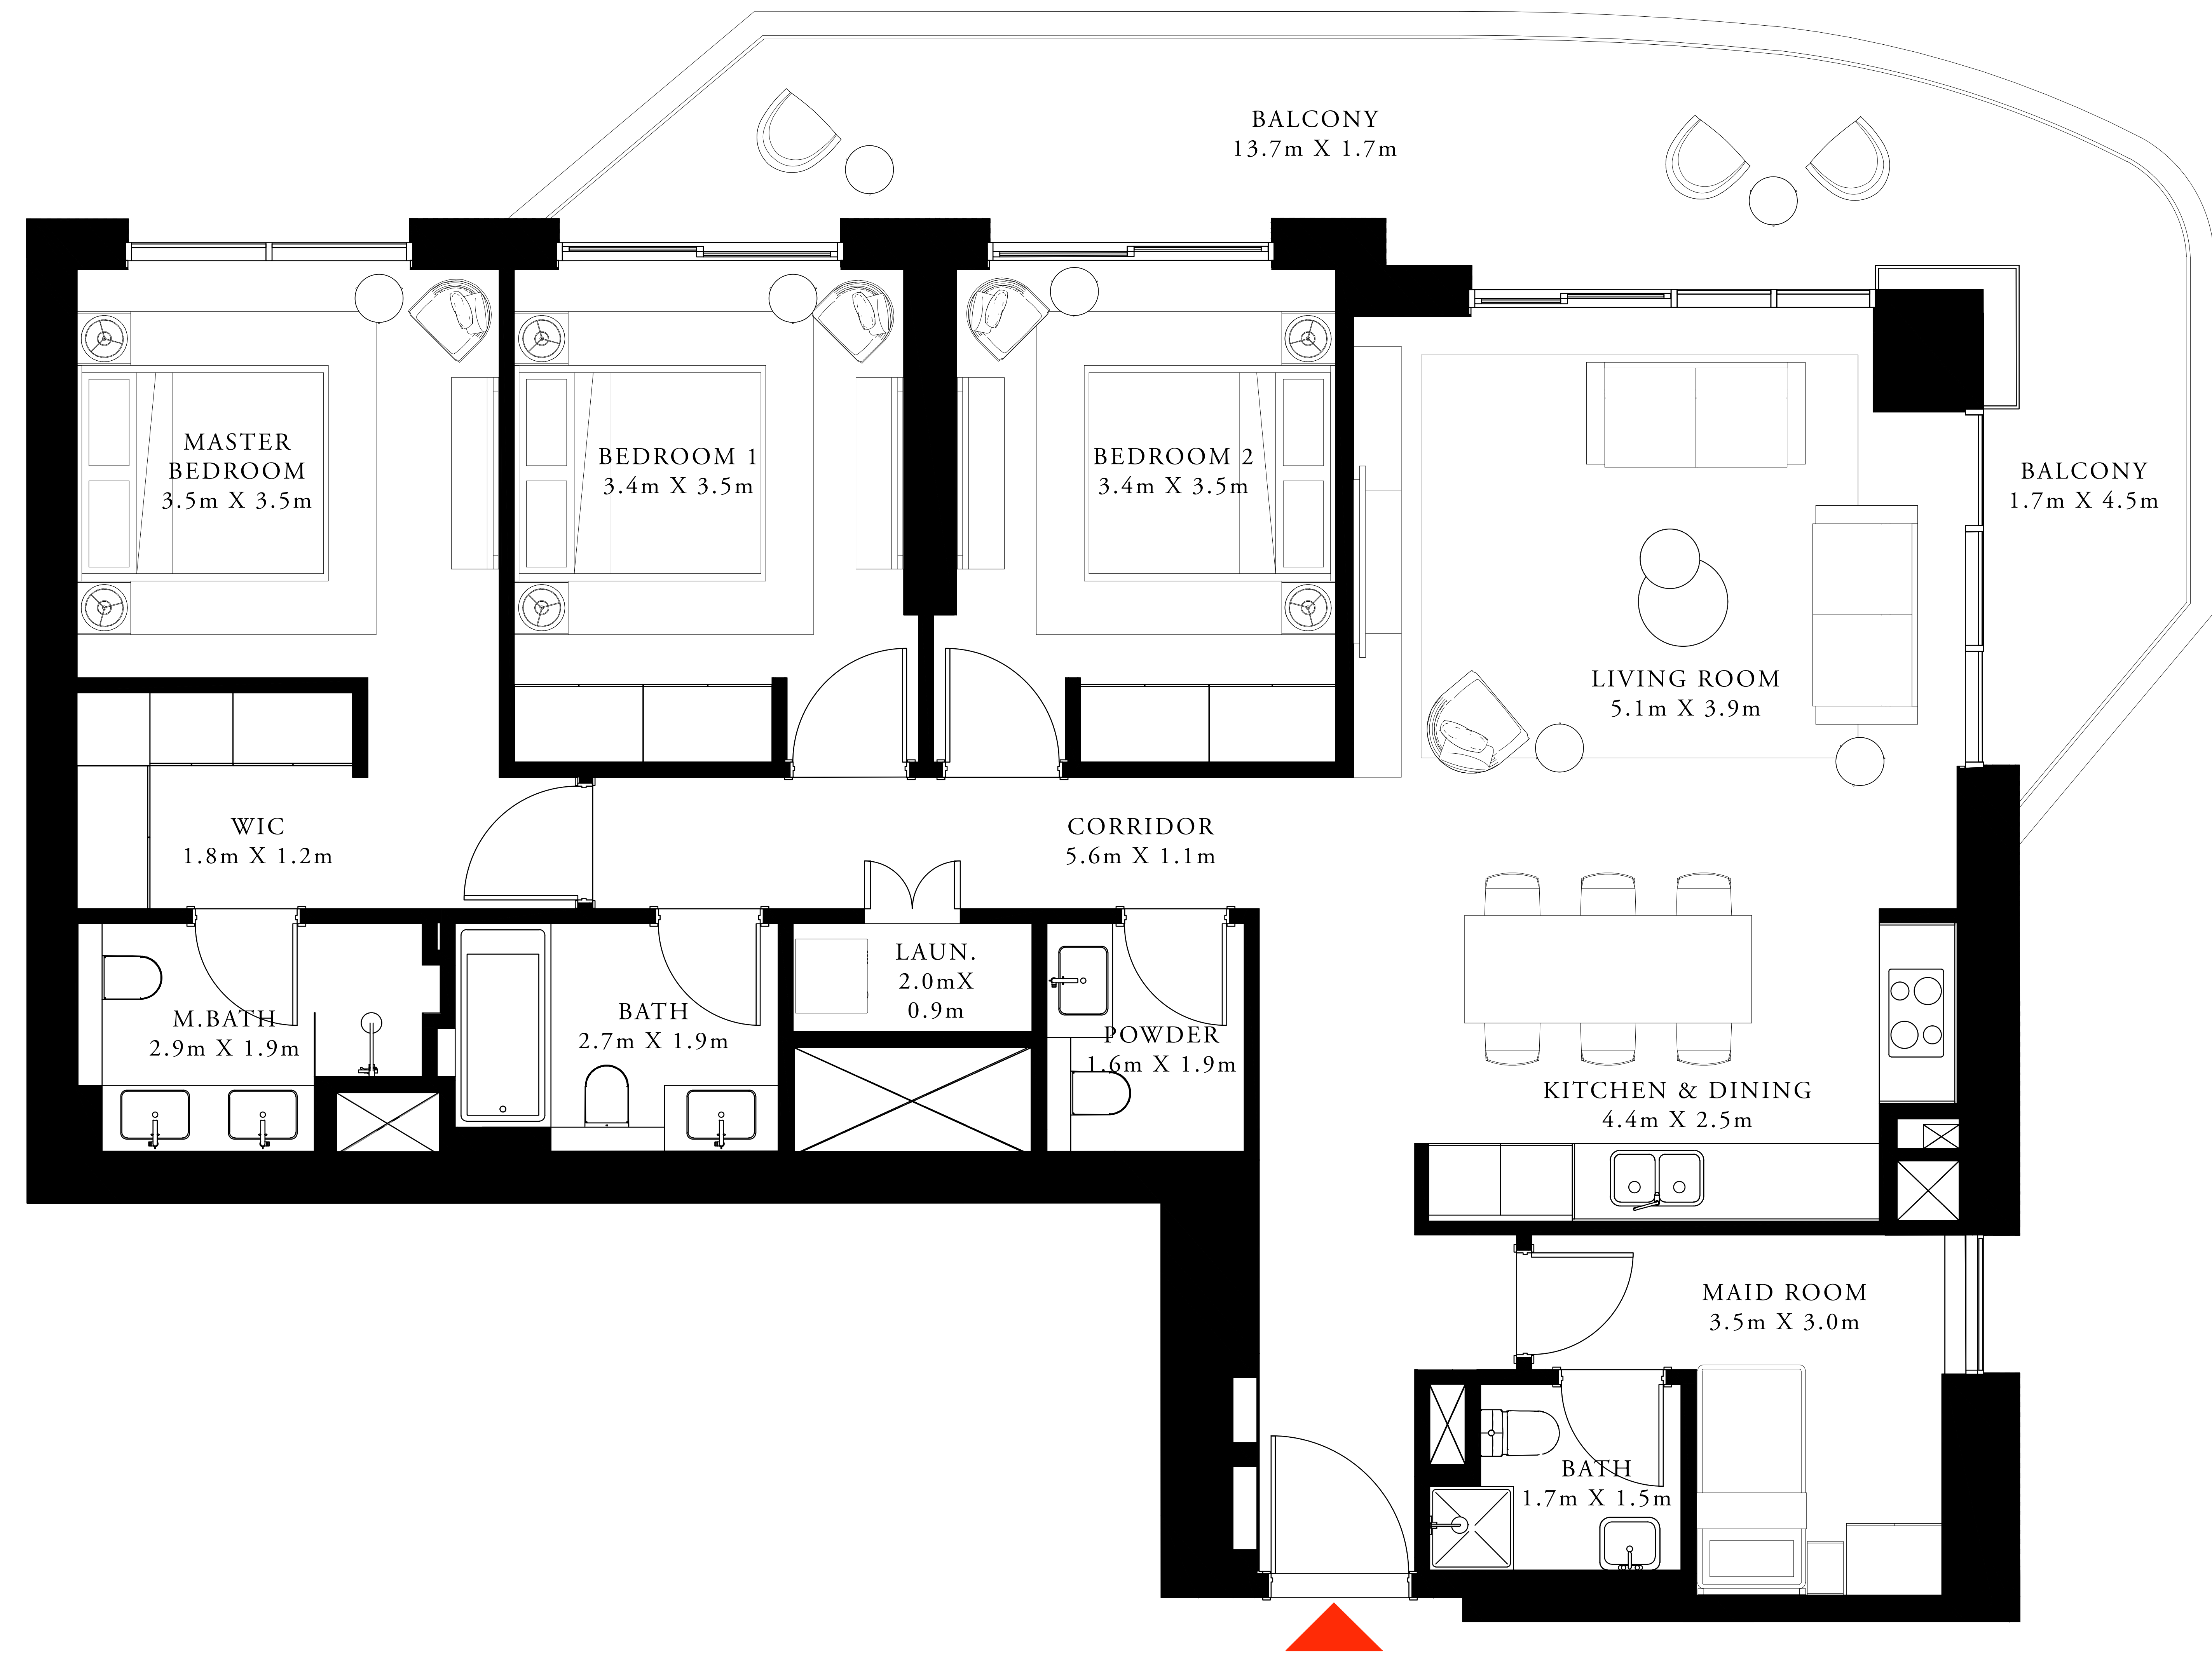 BALCONY
13.7m X 1.7m
MASTER
BEDROOM
3.5m X 3.5m
BEDROOM 1
3.4m X 3.5m
BEDROOM 2
3.4m X 3.5m
BALCONY
1.7m X 4.5m
LIVING ROOM
5.1m X 3.9m
WIC
1.8m X 1.2m
CORRIDOR
5.6m X 1.1m
M.BATH
2.9m X 1.9m
BATH
2.7m X 1.9m
LAUN.
2.0mX
0.9m
POWDER
1.6m X 1.9m
KITCHEN & DINING
4.4m X 2.5m
MAID ROOM
3.5m X 3.0m
BATH
1.7m X 1.5m